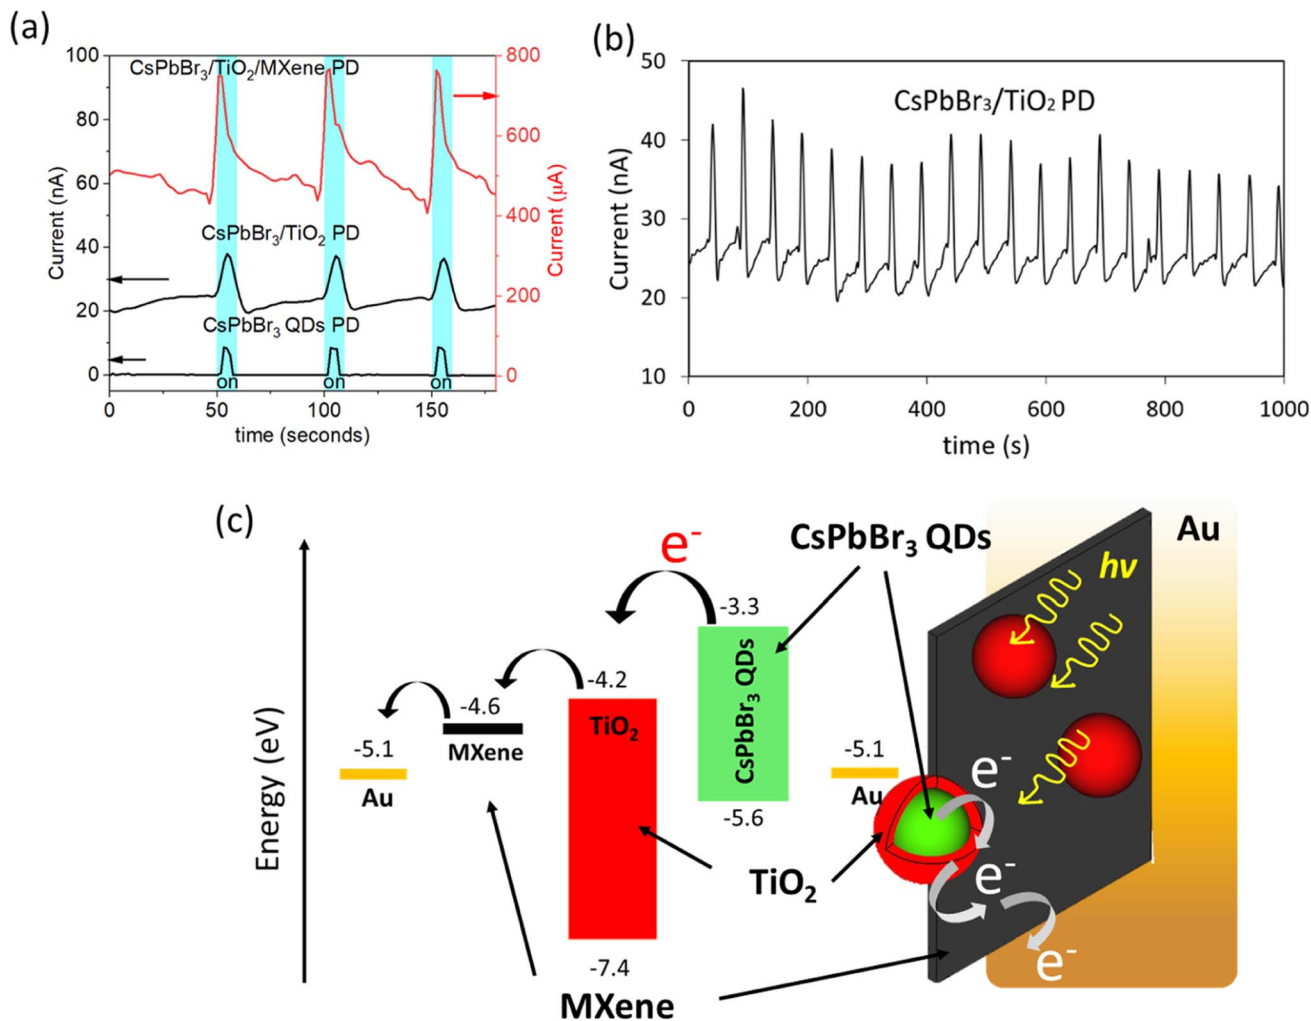 (a)
100
80
60
40
20
0
Current (nA)
800
600
400
200
0
Current (μA)
CsPbBr₃/TiO₂/MXene PD
CsPbBr₃/TiO₂ PD
CsPbBr₃ QDs PD
on
on
on
0
50
100
150
time (seconds)
(b)
50
40
30
20
10
Current (nA)
CsPbBr₃/TiO₂ PD
0
200
400
600
800
1000
time (s)
(c)
Energy (eV)
e⁻
CsPbBr₃ QDs
Au
hν
-3.3
-4.2
-4.6
-5.1
Au
MXene
TiO₂
CsPbBr₃ QDs
-5.6
-7.4
-5.1
Au
e⁻
e⁻
e⁻
TiO₂
MXene